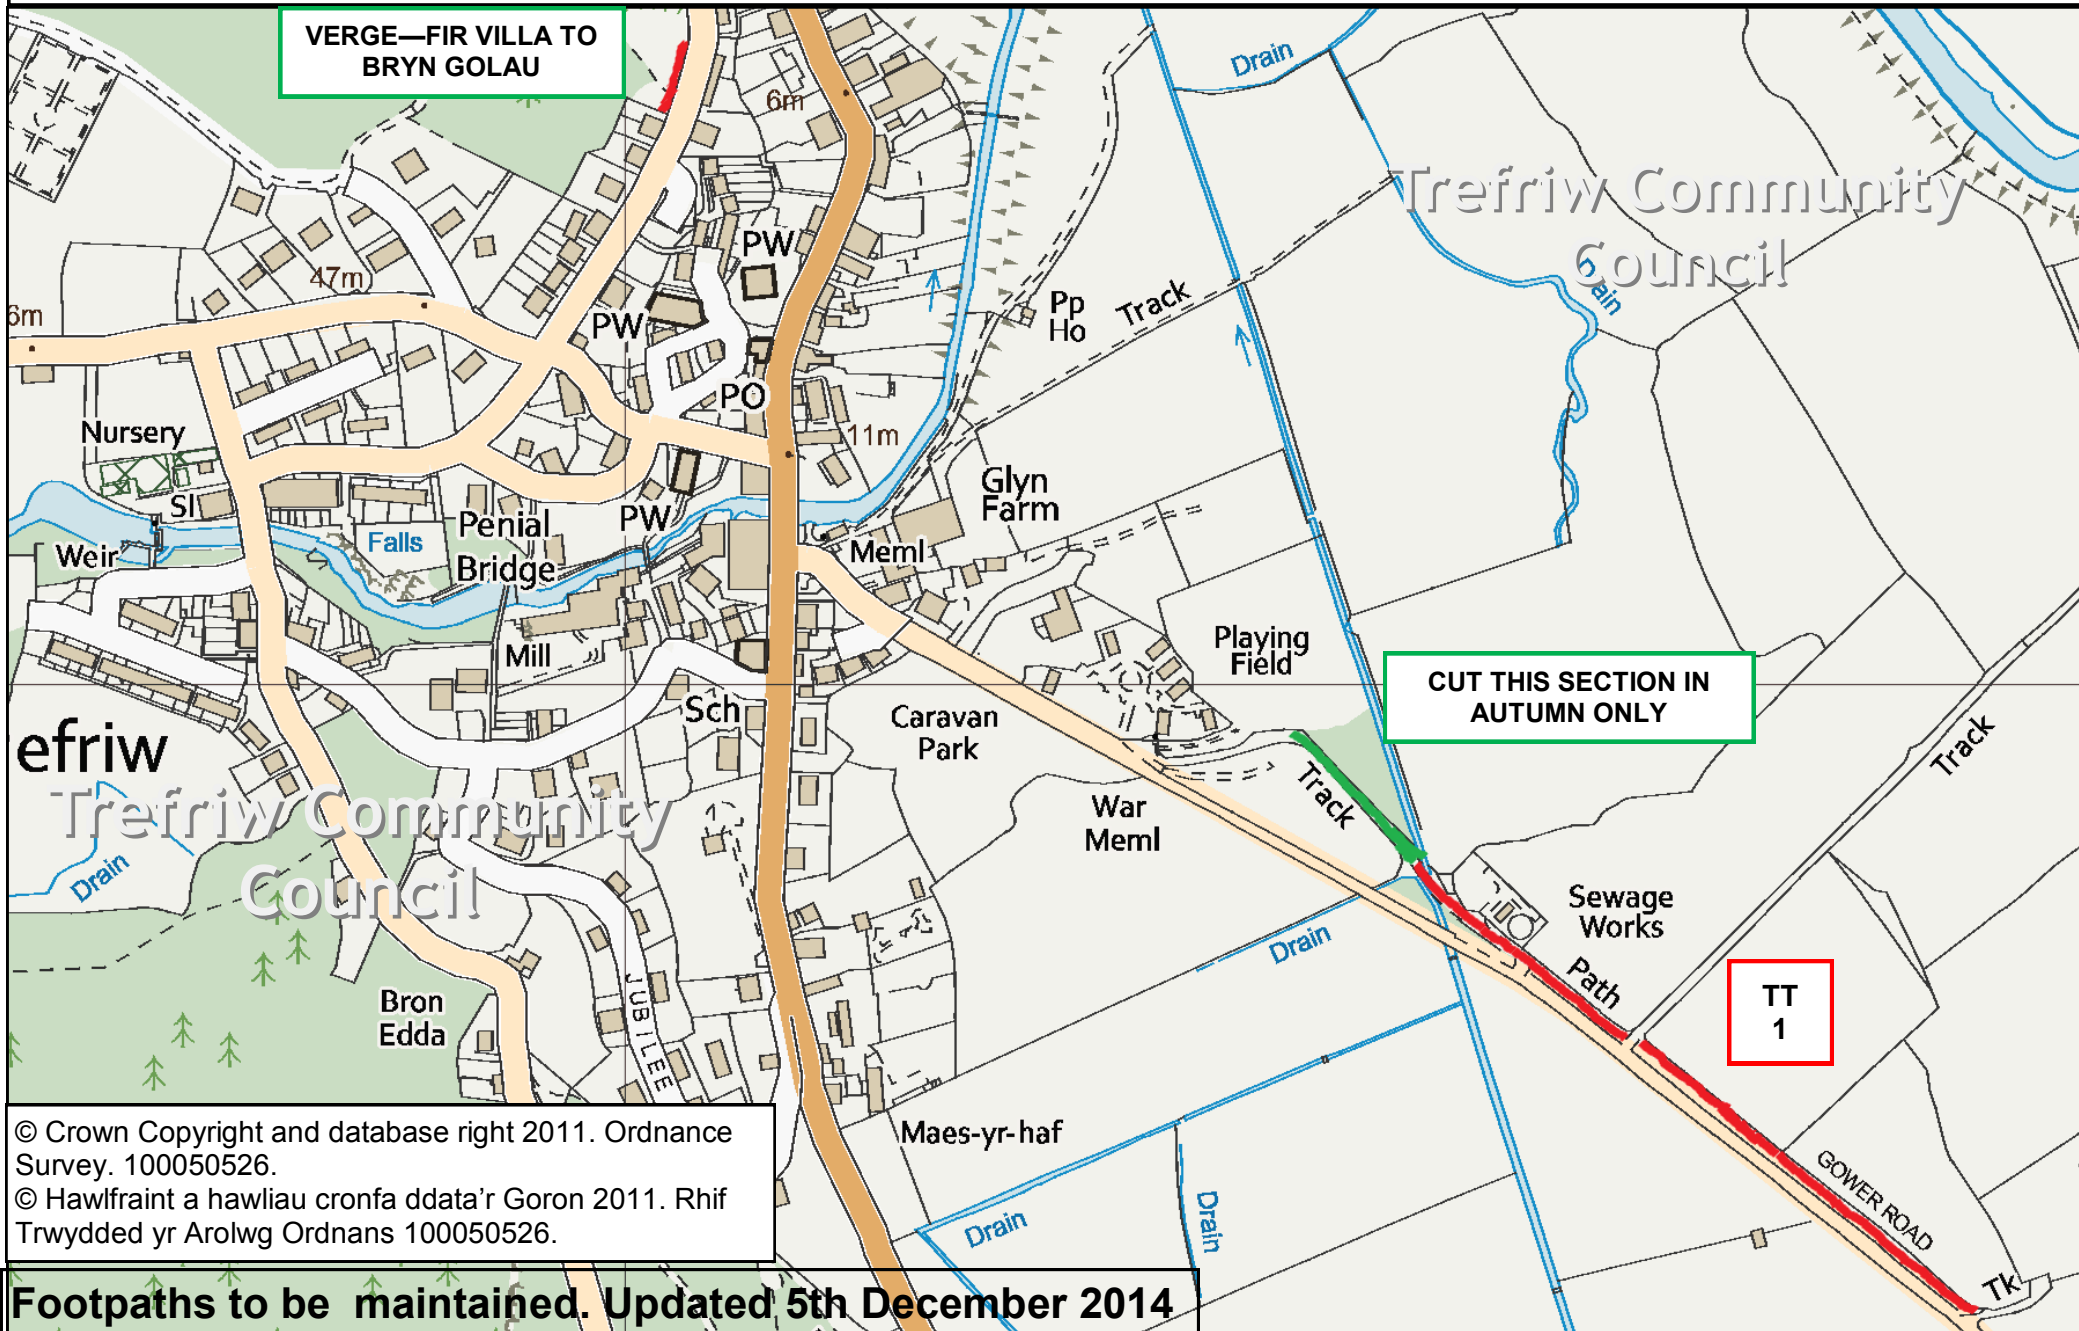 VERGE—FIR VILLA TO
BRYN GOLAU
Drain
6m
Trefriw Community
Council
Drain
PW
47m
6m
PW
Pp
Ho
Track
PO
11m
Nursery
Glyn
Farm
Sl
Penial
Bridge
PW
Falls
Weir
Meml
Mill
Playing
Field
CUT THIS SECTION IN
AUTUMN ONLY
Sch
Caravan
Park
efriw
Track
Track
War
Meml
Trefriw Community
Council
Drain
Sewage
Works
Drain
Path
TT
1
Bron
Edda
JUBILEE
Maes-yr-haf
GOWER ROAD
Drain
Drain
Tk
© Crown Copyright and database right 2011. Ordnance
Survey. 100050526.
© Hawlfraint a hawliau cronfa ddata’r Goron 2011. Rhif
Trwydded yr Arolwg Ordnans 100050526.
Footpaths to be  maintained. Updated 5th December 2014